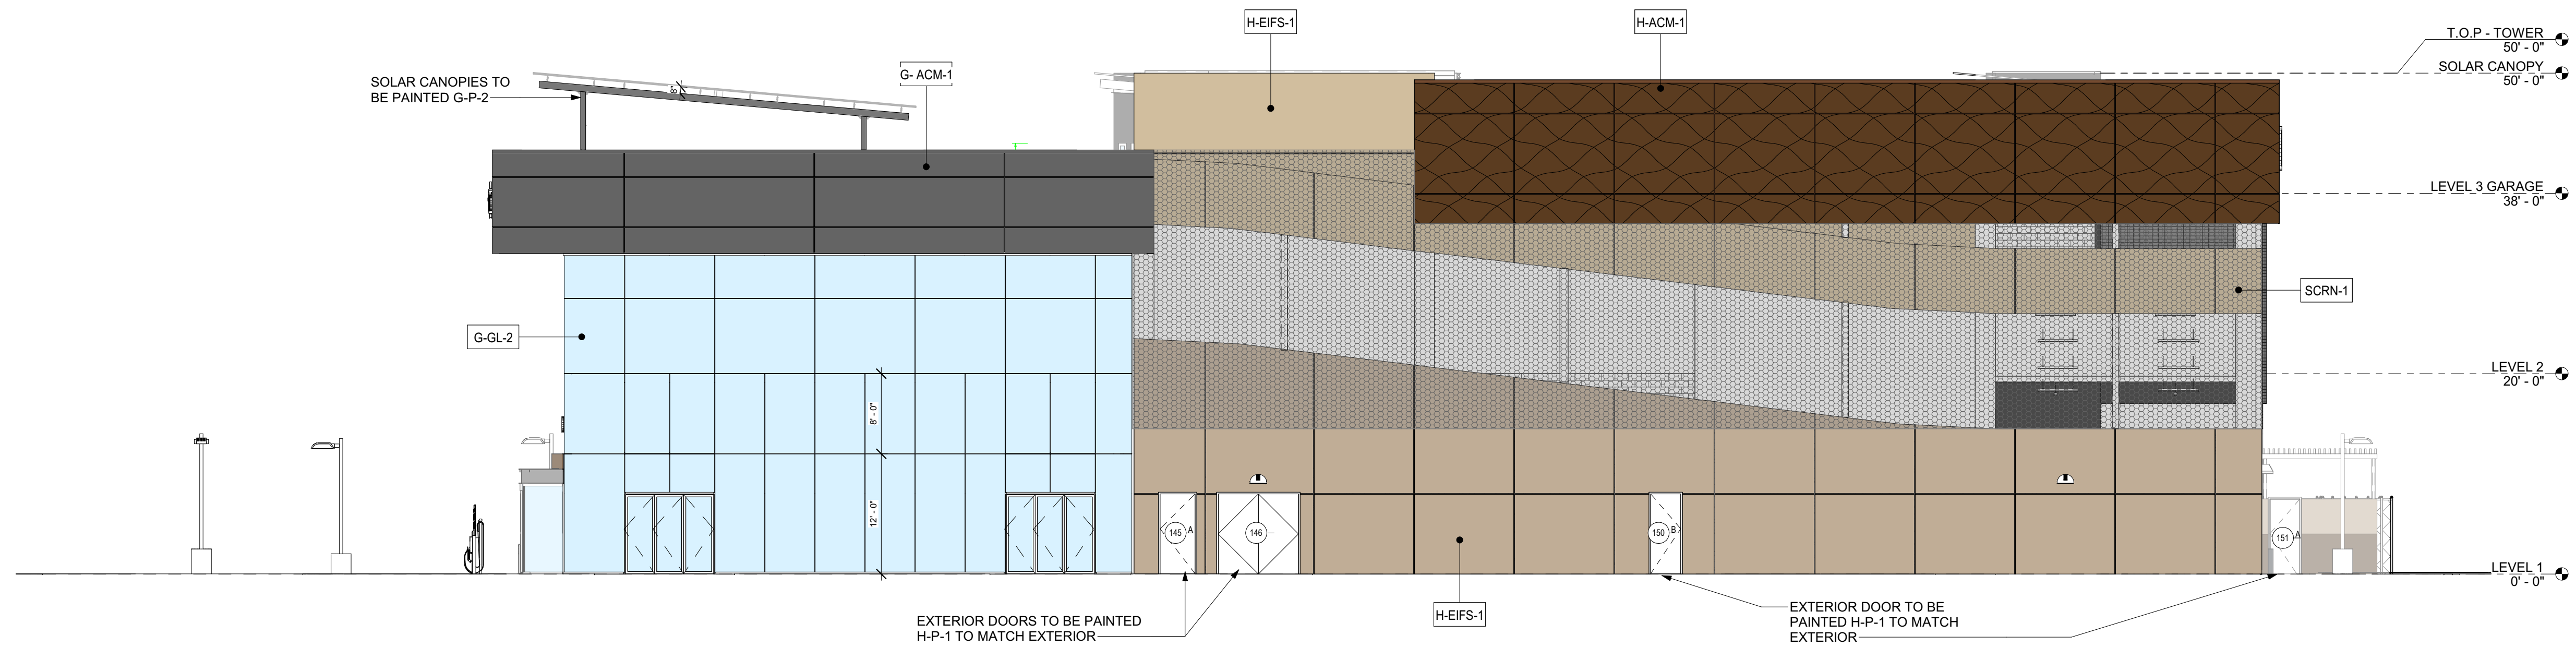 H-EIFS-1
H-ACM-1
T.O.P - TOWER
50' - 0"
SOLAR CANOPY
50' - 0"
SOLAR CANOPIES TO
BE PAINTED G-P-2
8"
G- ACM-1
LEVEL 3 GARAGE
38' - 0"
SCRN-1
G-GL-2
LEVEL 2
20' - 0"
8' - 0"
12' - 0"
145 A
146
150 B
151 A
LEVEL 1
0' - 0"
H-EIFS-1
EXTERIOR DOORS TO BE PAINTED
H-P-1 TO MATCH EXTERIOR
EXTERIOR DOOR TO BE
PAINTED H-P-1 TO MATCH
EXTERIOR